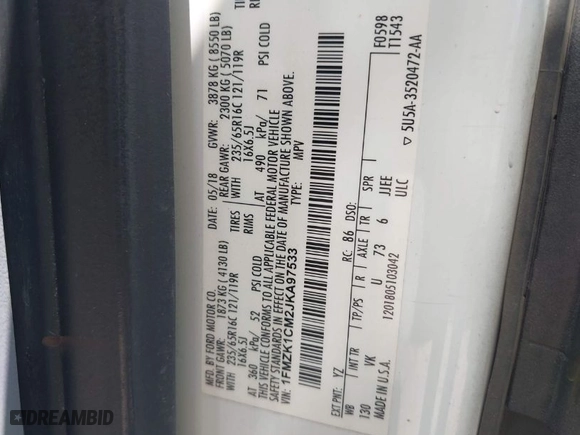 MFD. BY FORD MOTOR CO.
DATE: 05/18 GVWR: 3878 KG ( 8550 LB)
FRONT GAWR: 1873 KG ( 4130 LB) REAR GAWR: 2300 KG ( 5070 LB)
WITH 235/65R16C 121/119R TIRES WITH 235/65R16C 121/119R
16X6.5J RIMS 16X6.5J
AT 360 kPa/ 52 PSI COLD AT 490 kPa/ 71 PSI COLD
THIS VEHICLE CONFORMS TO ALL APPLICABLE FEDERAL MOTOR VEHICLE
SAFETY STANDARDS IN EFFECT ON THE DATE OF MANUFACTURE SHOWN ABOVE.
VIN: 1FMZK1CM2JKA97533
TYPE: MPV
F0598
TT1543
EXT PNT: YZ RC: 86 DSO:
WB INT TR TP/PS R AXLE TR SPR
130 VK U 73 6 JJEE
MADE IN U.S.A. 1201805103042 ULC
▽ 5U5A-3520472-AA
DREAMBID